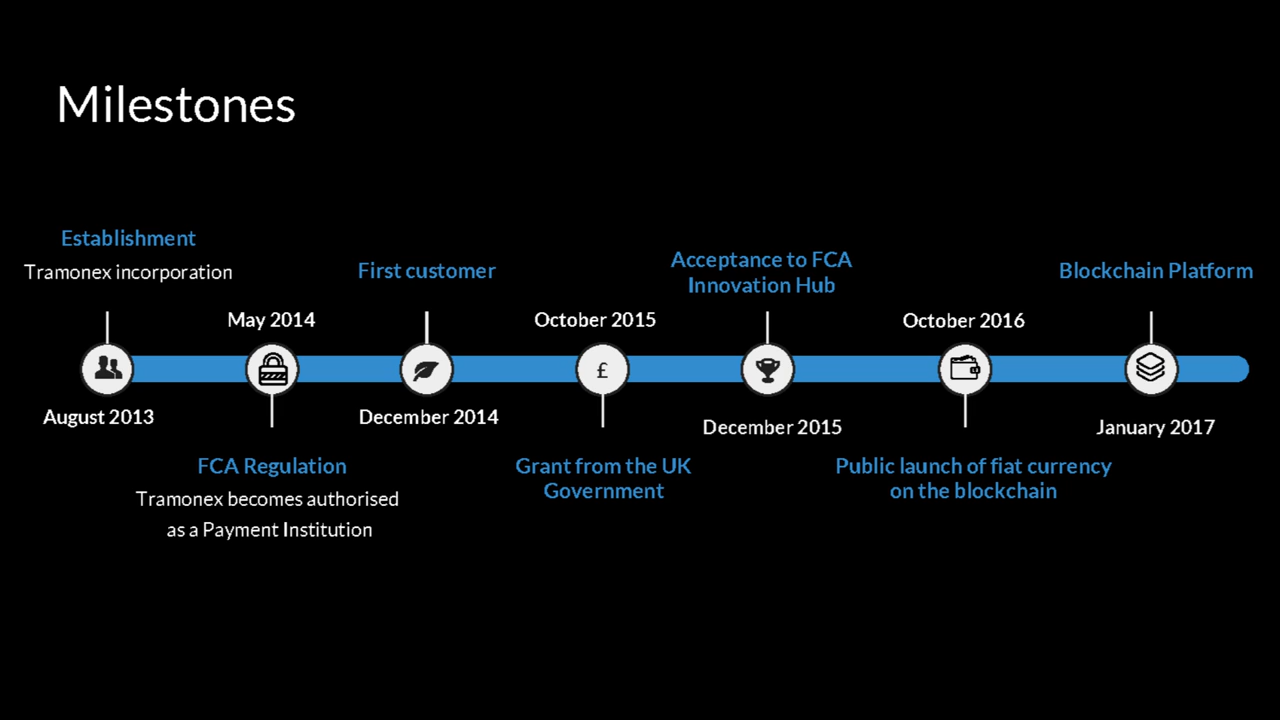 Milestones
Establishment
Tramonex incorporation
August 2013
May 2014
FCA Regulation
Tramonex becomes authorised
as a Payment Institution
First customer
December 2014
October 2015
£
Grant from the UK
Government
Acceptance to FCA
Innovation Hub
December 2015
October 2016
Public launch of fiat currency
on the blockchain
Blockchain Platform
January 2017